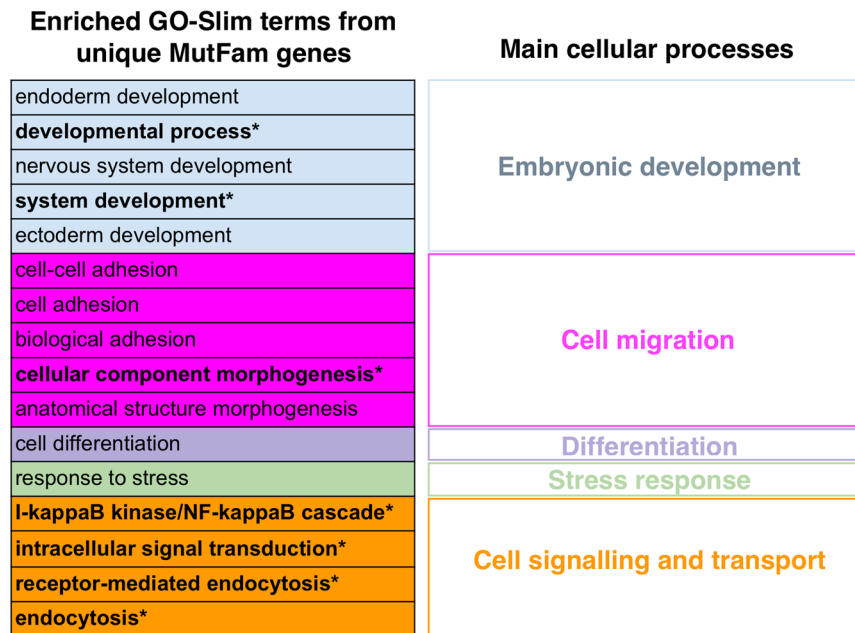 Enriched GO-Slim terms from
unique MutFam genes
Main cellular processes
endoderm development
developmental process*
nervous system development
system development*
ectoderm development
Embryonic development
cell-cell adhesion
cell adhesion
biological adhesion
cellular component morphogenesis*
anatomical structure morphogenesis
Cell migration
cell differentiation
Differentiation
response to stress
Stress response
I-kappaB kinase/NF-kappaB cascade*
intracellular signal transduction*
receptor-mediated endocytosis*
endocytosis*
Cell signalling and transport